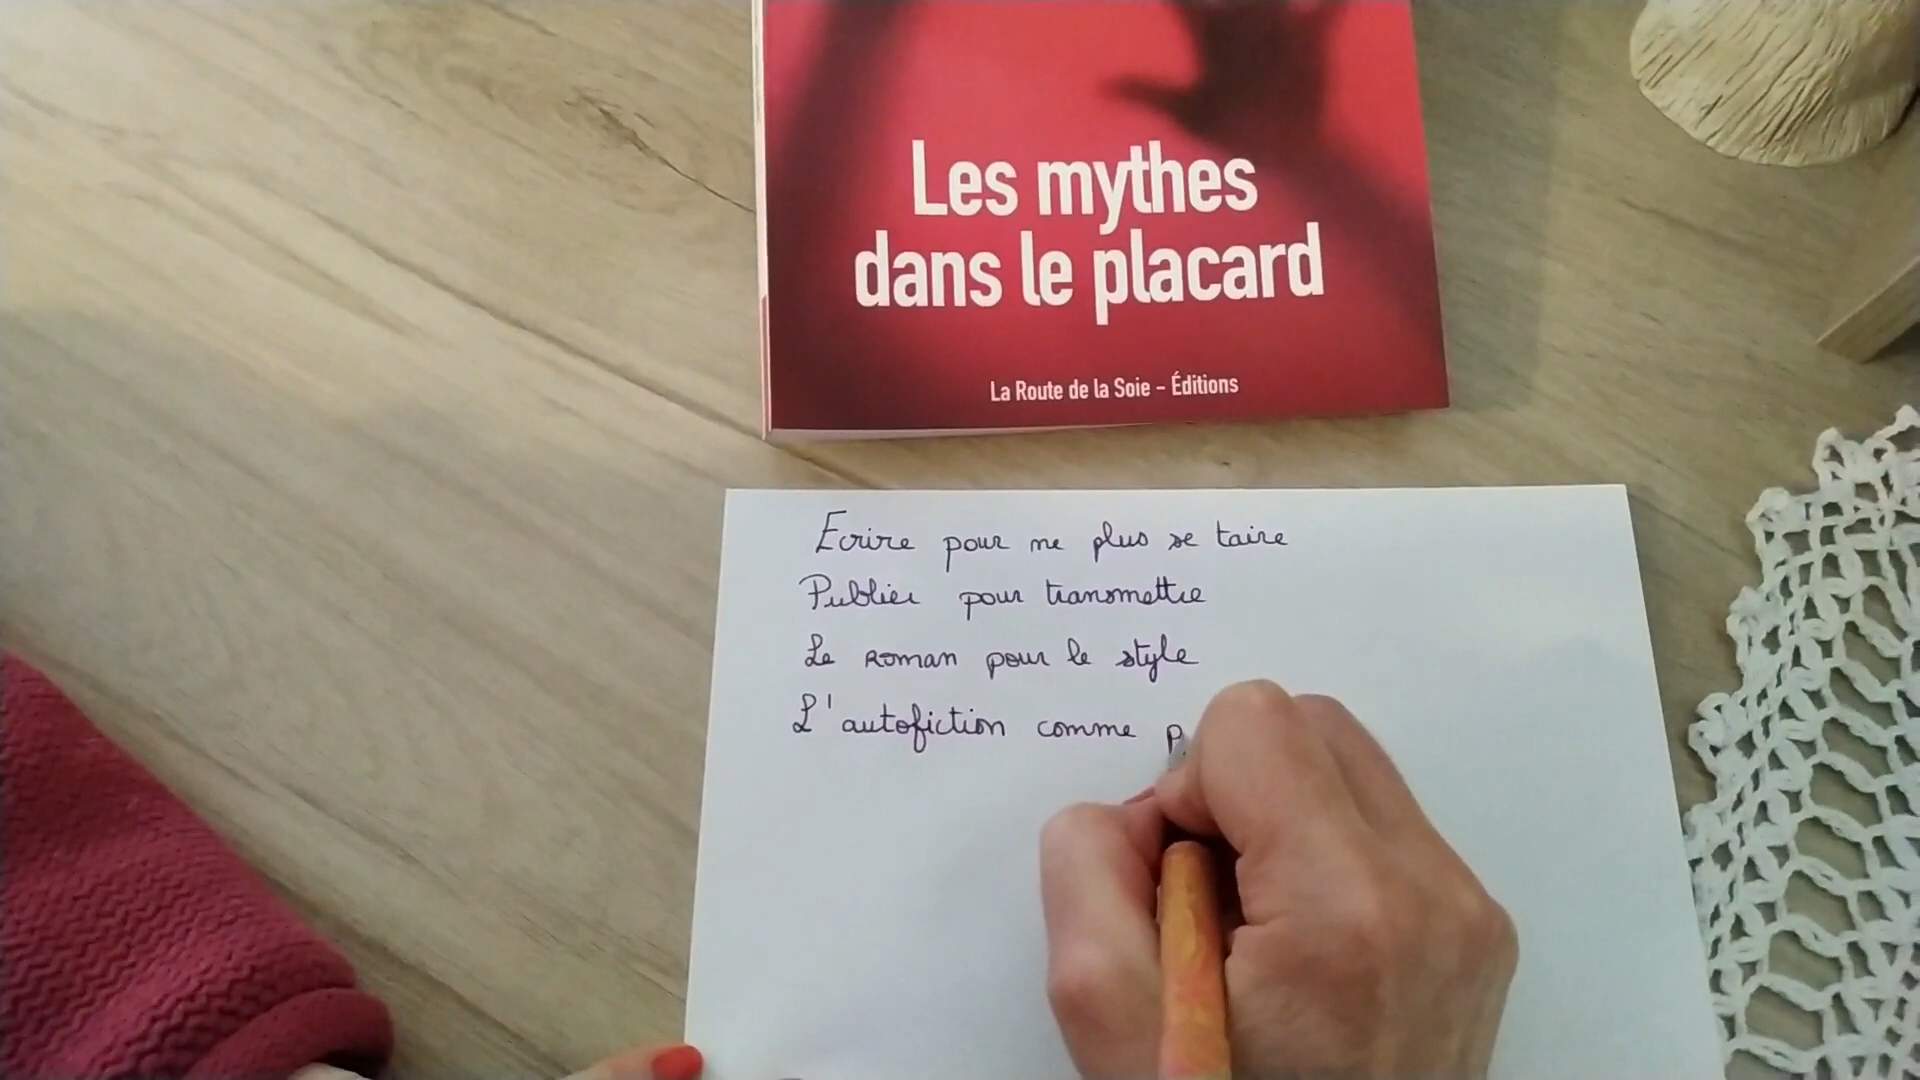 Les mythes
dans le placard
La Route de la Soie – Éditions
Ecrire pour ne plus se taire
Publier pour transmettre
Le roman pour le style
L'autofiction comme